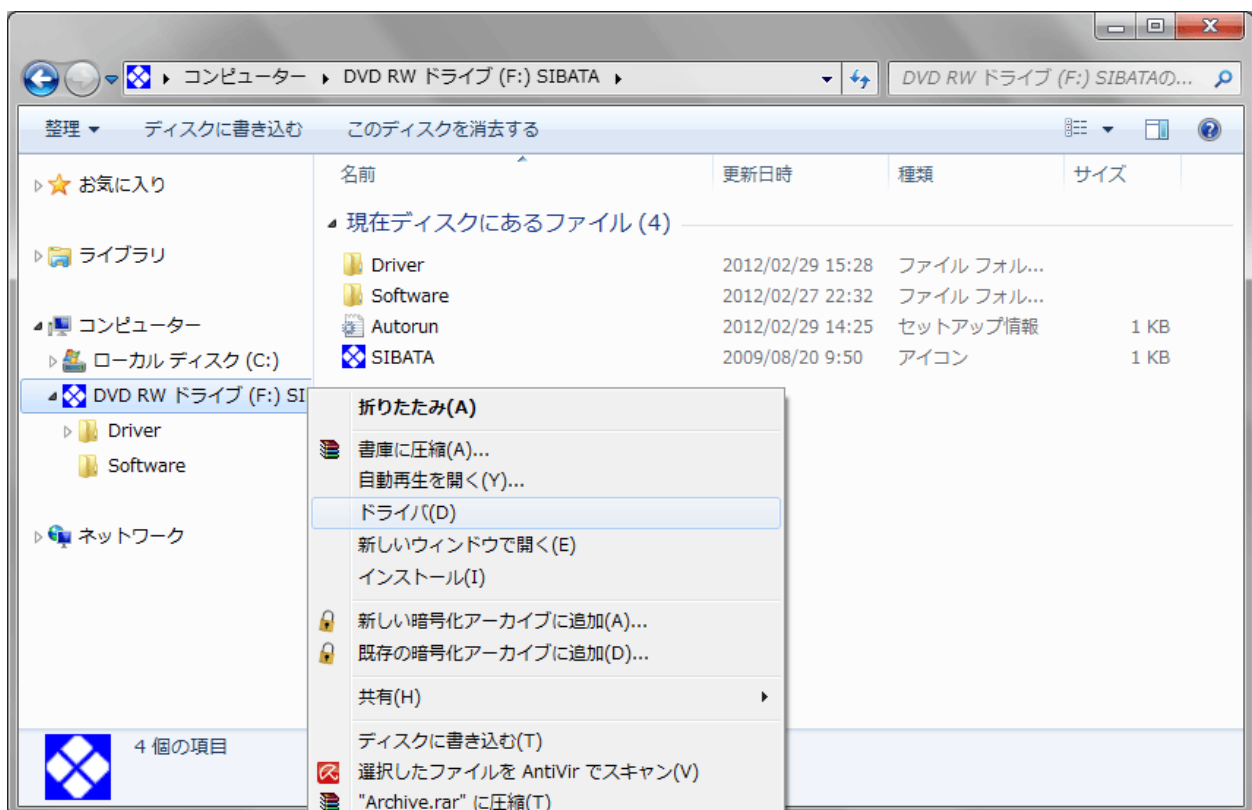 コンピューター DVD RW ドライブ (F:) SIBATA
DVD RW ドライブ (F:) SIBATAの...
整理 ディスクに書き込む このディスクを消去する
お気に入り
ライブラリ
コンピューター
ローカル ディスク (C:)
DVD RW ドライブ (F:) SI
Driver
Software
ネットワーク
名前 更新日時 種類 サイズ
現在ディスクにあるファイル (4)
Driver 2012/02/29 15:28 ファイル フォル...
Software 2012/02/27 22:32 ファイル フォル...
Autorun 2012/02/29 14:25 セットアップ情報 1 KB
SIBATA 2009/08/20 9:50 アイコン 1 KB
折りたたみ(A)
書庫に圧縮(A)...
自動再生を開く(Y)...
ドライバ(D)
新しいウィンドウで開く(E)
インストール(I)
新しい暗号化アーカイブに追加(A)...
既存の暗号化アーカイブに追加(D)...
共有(H)
ディスクに書き込む(T)
選択したファイルを AntiVir でスキャン(V)
"Archive.rar" に圧縮(T)
4 個の項目